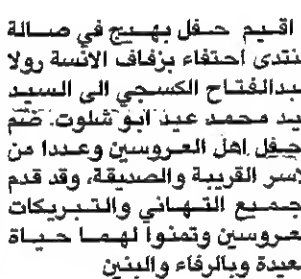 اقيم حفل بهيج في صالة
نتدى احتفاء بزفاف الآنسة رولا
بدالفتاح الكسجي الى السيد
يد محمد عيد ابو شلوت. ضم
حفل اهل العروسين وعددا من
لاسر القريبة والصديقة، وقد قدم
جميع التهاني والتبريكات
عروسين وتمنوا لهما حياة
عيدة وبالرفاء والبنين